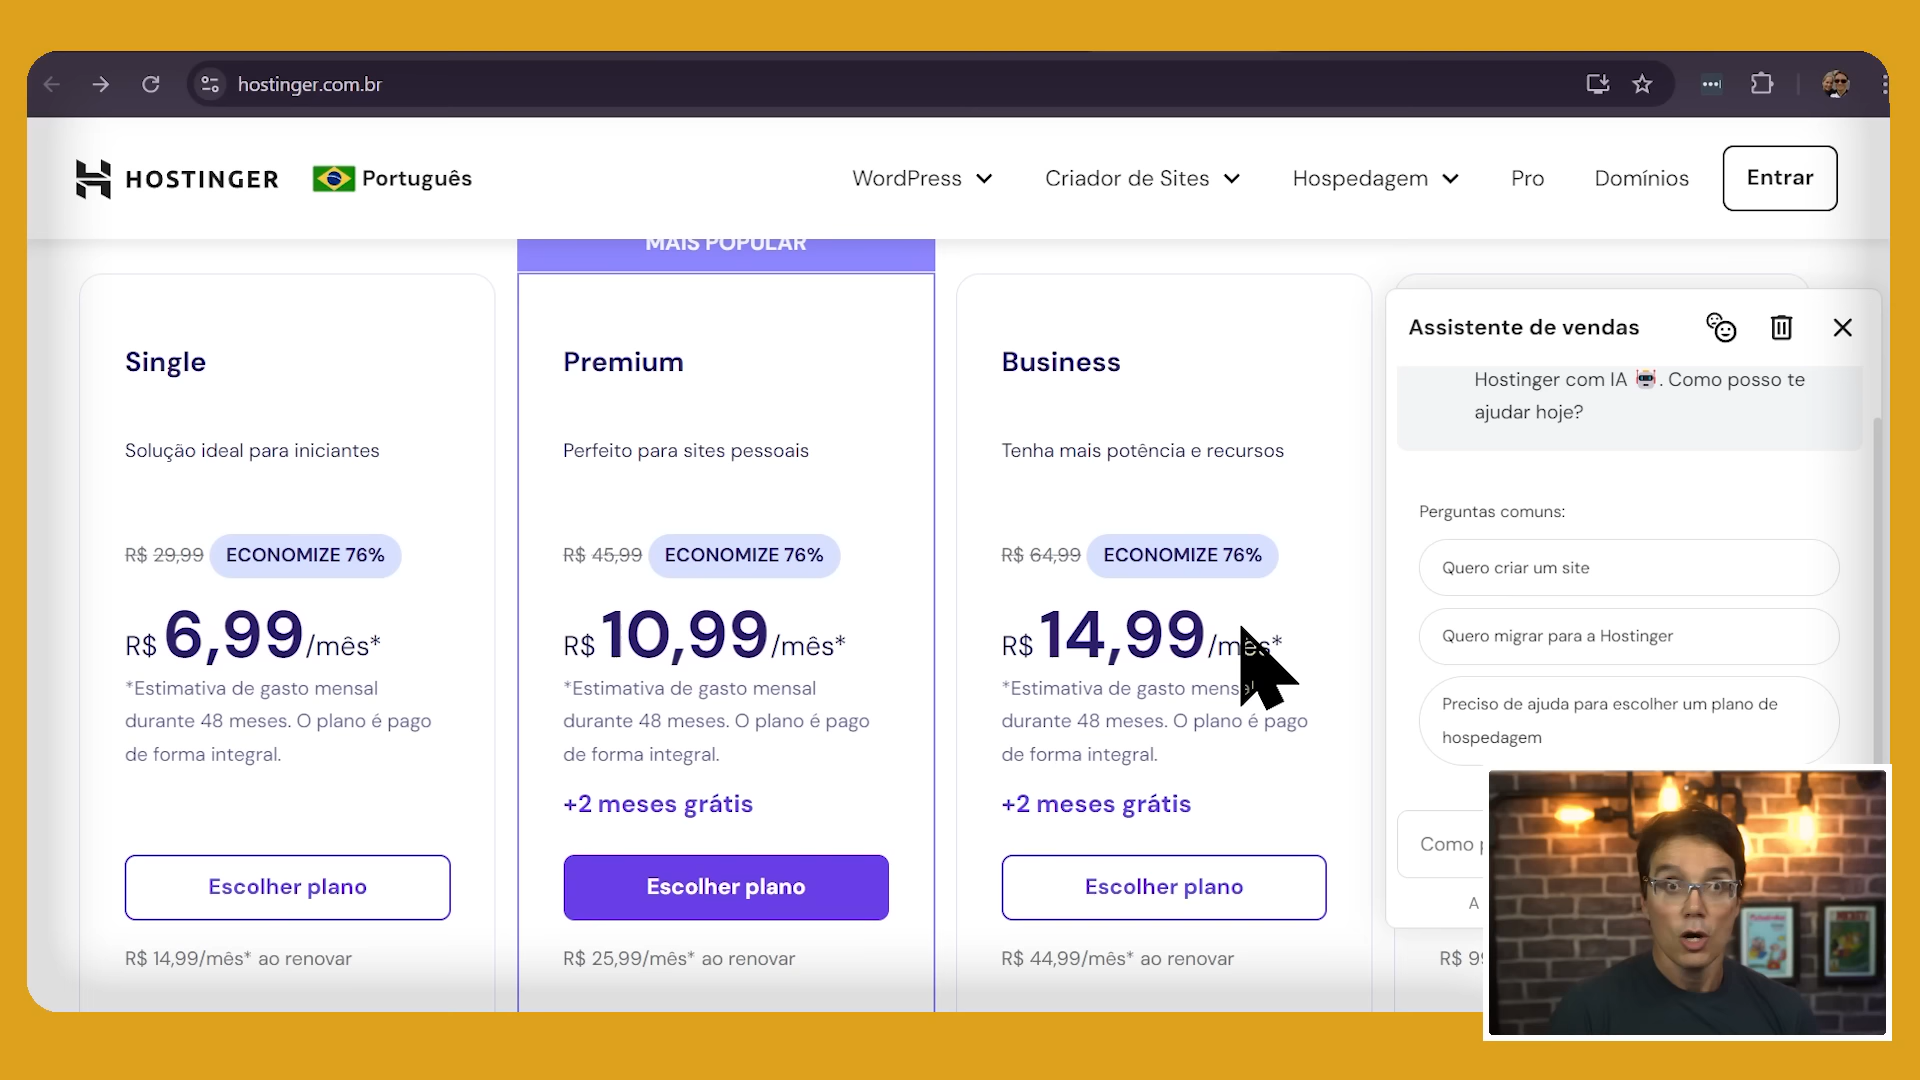 hostinger.com.br
HOSTINGER
Português
WordPress
Criador de Sites
Hospedagem
Pro
Domínios
Entrar
MAIS POPULAR
Single
Solução ideal para iniciantes
R$ 29,99 ECONOMIZE 76%
R$ 6,99/mês*
*Estimativa de gasto mensal
durante 48 meses. O plano é pago
de forma integral.
Escolher plano
R$ 14,99/mês* ao renovar
Premium
Perfeito para sites pessoais
R$ 45,99 ECONOMIZE 76%
R$ 10,99/mês*
*Estimativa de gasto mensal
durante 48 meses. O plano é pago
de forma integral.
+2 meses grátis
Escolher plano
R$ 25,99/mês* ao renovar
Business
Tenha mais potência e recursos
R$ 64,99 ECONOMIZE 76%
R$ 14,99/mês*
*Estimativa de gasto mensal
durante 48 meses. O plano é pago
de forma integral.
+2 meses grátis
Escolher plano
R$ 44,99/mês* ao renovar
Assistente de vendas
Hostinger com IA 🤖. Como posso te
ajudar hoje?
Perguntas comuns:
Quero criar um site
Quero migrar para a Hostinger
Preciso de ajuda para escolher um plano de
hospedagem
Como
A
R$